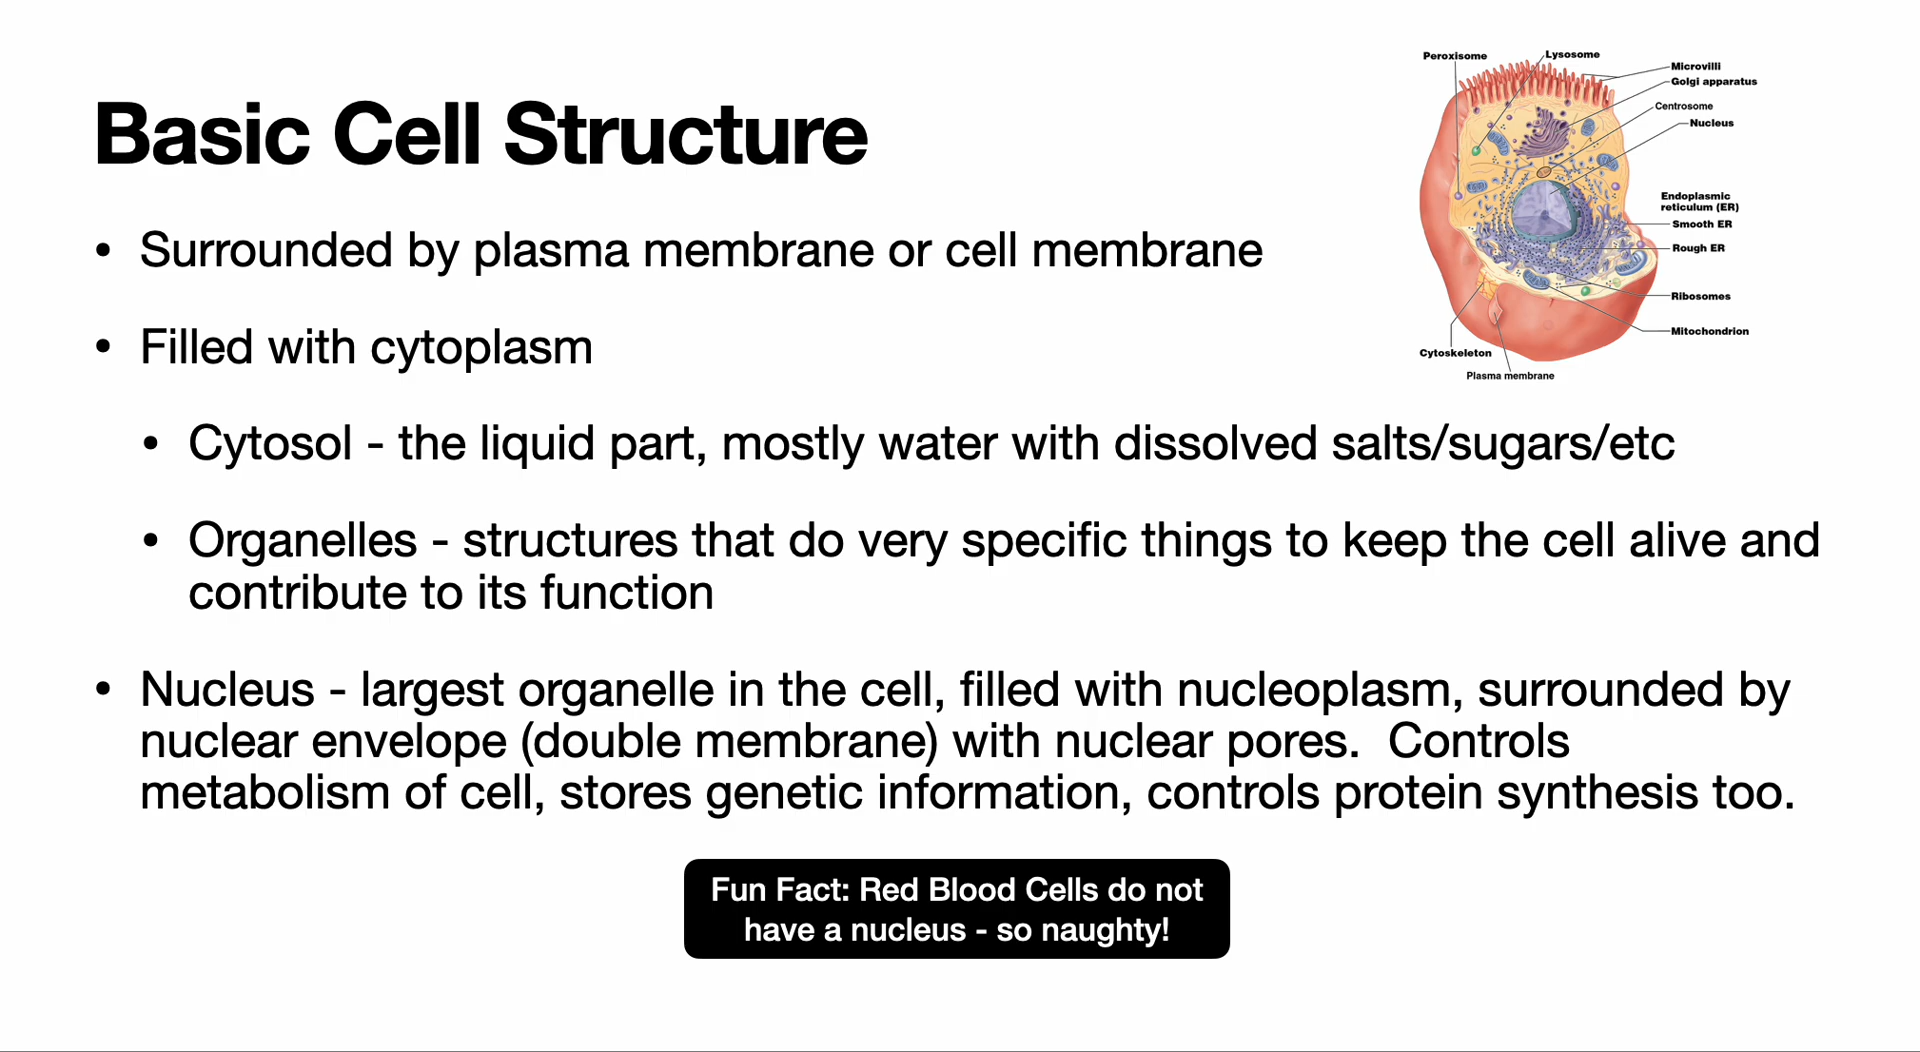 Basic Cell Structure
• Surrounded by plasma membrane or cell membrane
• Filled with cytoplasm
• Cytosol - the liquid part, mostly water with dissolved salts/sugars/etc
• Organelles - structures that do very specific things to keep the cell alive and
contribute to its function
• Nucleus - largest organelle in the cell, filled with nucleoplasm, surrounded by
nuclear envelope (double membrane) with nuclear pores.  Controls
metabolism of cell, stores genetic information, controls protein synthesis too.
Fun Fact: Red Blood Cells do not
have a nucleus - so naughty!
Peroxisome
Lysosome
Microvilli
Golgi apparatus
Centrosome
Nucleus
Endoplasmic
reticulum (ER)
Smooth ER
Rough ER
Ribosomes
Mitochondrion
Cytoskeleton
Plasma membrane